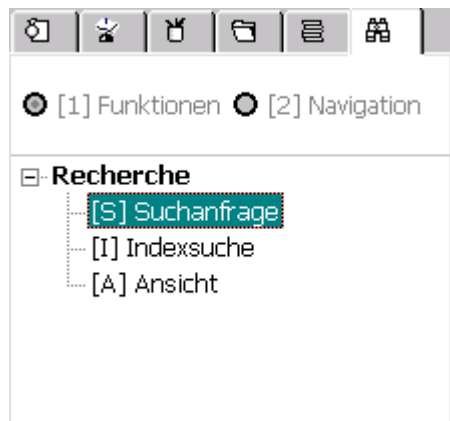 [1] Funktionen [2] Navigation
Recherche
[S] Suchanfrage
[I] Indexsuche
[A] Ansicht